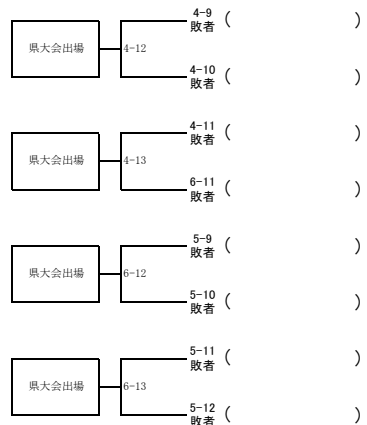 4-9
敗者 (　　　)
県大会出場 4-12
4-10
敗者 (　　　)
4-11
敗者 (　　　)
県大会出場 4-13
6-11
敗者 (　　　)
5-9
敗者 (　　　)
県大会出場 6-12
5-10
敗者 (　　　)
5-11
敗者 (　　　)
県大会出場 6-13
5-12
敗者 (　　　)